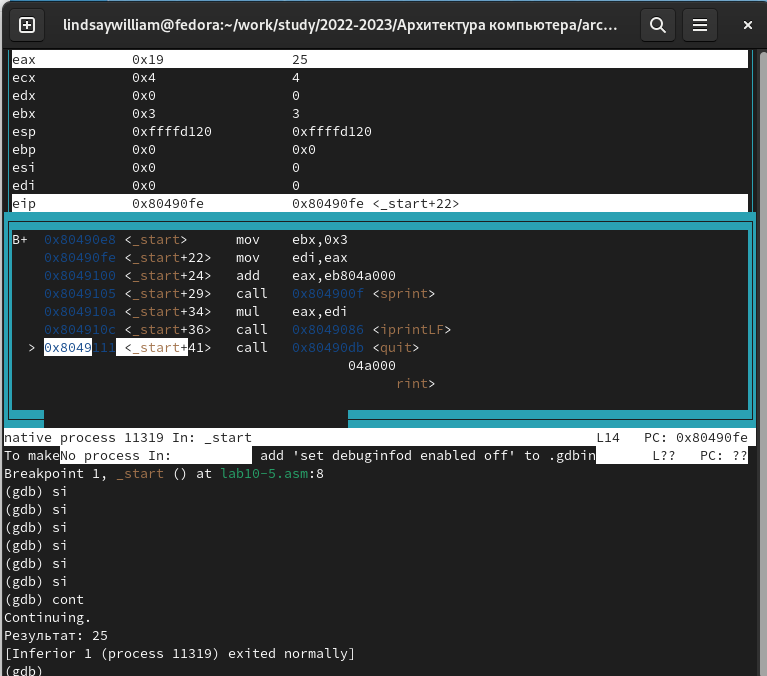 lindsaywilliam@fedora:~/work/study/2022-2023/Архитектура компьютера/arc...
eax 0x19 25
ecx 0x4 4
edx 0x0 0
ebx 0x3 3
esp 0xffffd120 0xffffd120
ebp 0x0 0x0
esi 0x0 0
edi 0x0 0
eip 0x80490fe 0x80490fe <_start+22>
B+ 0x80490e8 <_start> mov ebx,0x3
0x80490fe <_start+22> mov edi,eax
0x8049100 <_start+24> add eax,eb804a000
0x8049105 <_start+29> call 0x804900f <sprint>
0x804910a <_start+34> mul eax,edi
0x804910c <_start+36> call 0x8049086 <iprintLF>
> 0x8049111 <_start+41> call 0x80490db <quit>
04a000
rint>
native process 11319 In: _start L14 PC: 0x80490fe
To makeNo process In: add 'set debuginfod enabled off' to .gdbin L?? PC: ??
Breakpoint 1, _start () at lab10-5.asm:8
(gdb) si
(gdb) si
(gdb) si
(gdb) si
(gdb) si
(gdb) si
(gdb) cont
Continuing.
Результат: 25
[Inferior 1 (process 11319) exited normally]
(gdb)